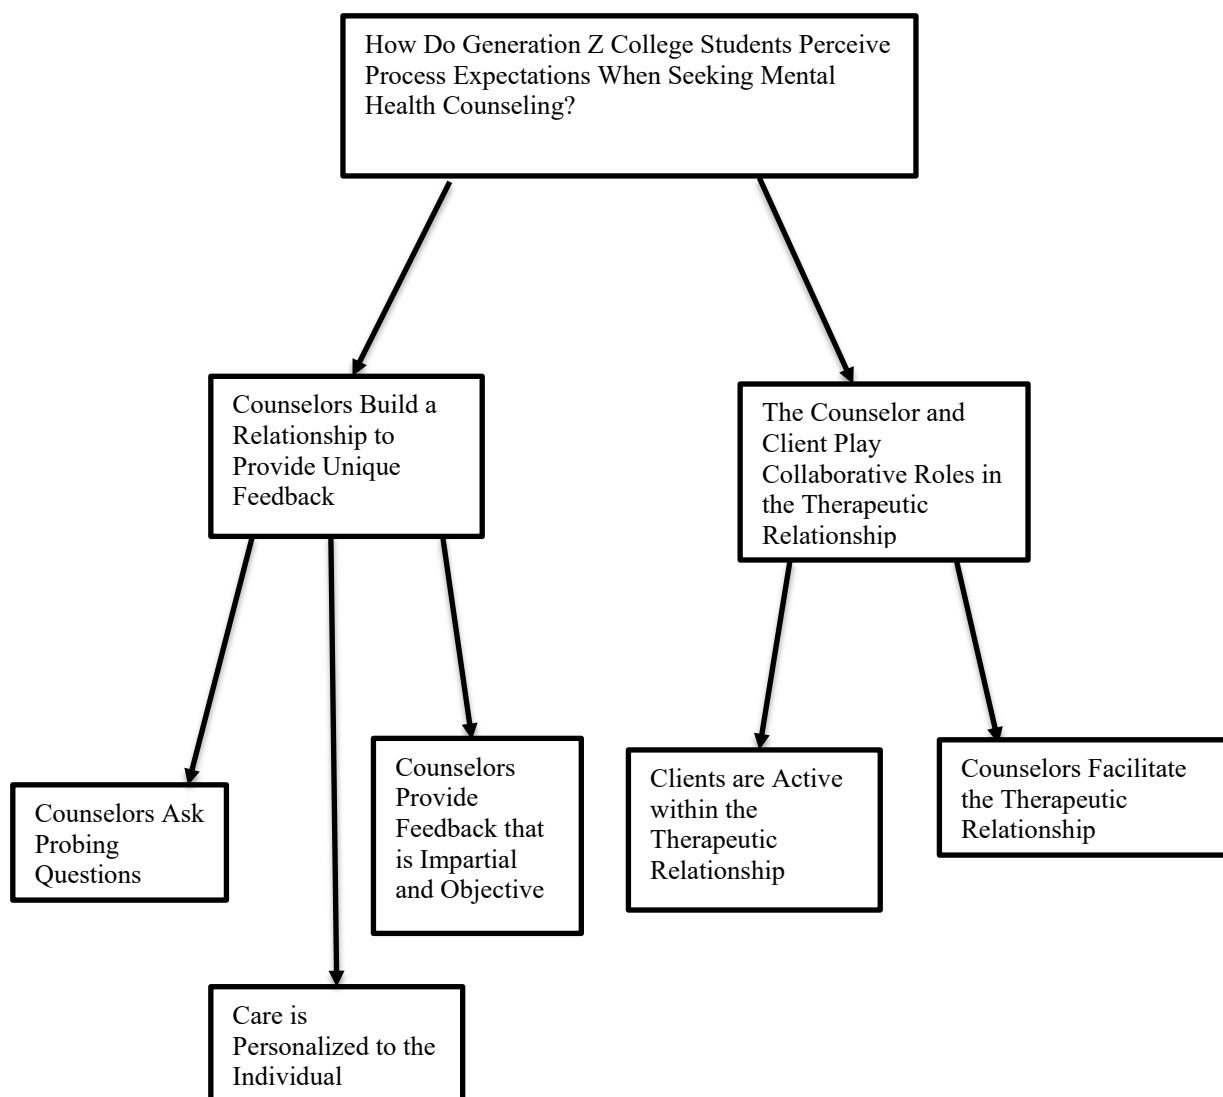 How Do Generation Z College Students Perceive
Process Expectations When Seeking Mental
Health Counseling?
Counselors Build a
Relationship to
Provide Unique
Feedback
The Counselor and
Client Play
Collaborative Roles in
the Therapeutic
Relationship
Counselors Ask
Probing
Questions
Care is
Personalized to the
Individual
Counselors
Provide
Feedback that
is Impartial
and Objective
Clients are Active
within the
Therapeutic
Relationship
Counselors Facilitate
the Therapeutic
Relationship